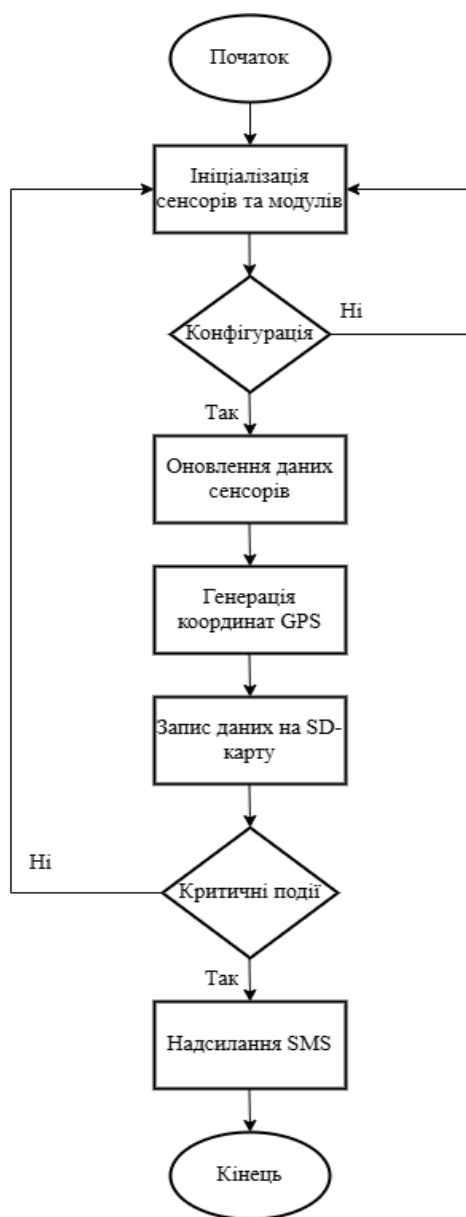 Початок
Ініціалізація
сенсорів та модулів
Конфігурація
Ні
Так
Оновлення даних
сенсорів
Генерація
координат GPS
Запис даних на SD-
карту
Ні
Критичні події
Так
Надсилання SMS
Кінець